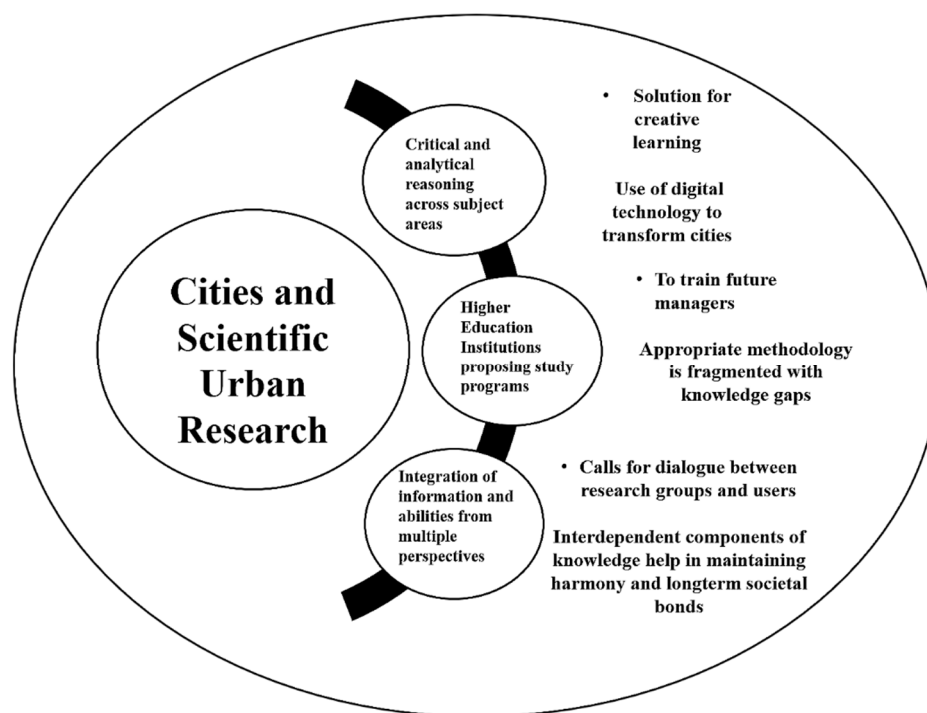 Cities and
Scientific
Urban
Research
Critical and
analytical
reasoning
across subject
areas
• Solution for
creative
learning
Use of digital
technology to
transform cities
Higher
Education
Institutions
proposing study
programs
• To train future
managers
Appropriate methodology
is fragmented with
knowledge gaps
Integration of
information and
abilities from
multiple
perspectives
• Calls for dialogue between
research groups and users
Interdependent components of
knowledge help in maintaining
harmony and longterm societal
bonds